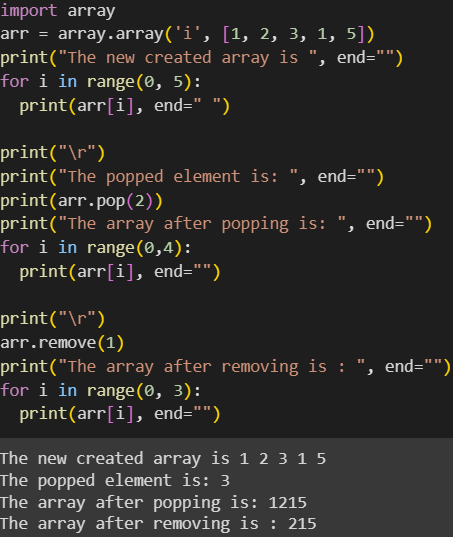 import array
arr = array.array('i', [1, 2, 3, 1, 5])
print("The new created array is ", end="")
for i in range(0, 5):
  print(arr[i], end=" ")

print("\r")
print("The popped element is: ", end="")
print(arr.pop(2))
print("The array after popping is: ", end="")
for i in range(0,4):
  print(arr[i], end="")

print("\r")
arr.remove(1)
print("The array after removing is : ", end="")
for i in range(0, 3):
  print(arr[i], end="")

The new created array is 1 2 3 1 5
The popped element is: 3
The array after popping is: 1215
The array after removing is : 215